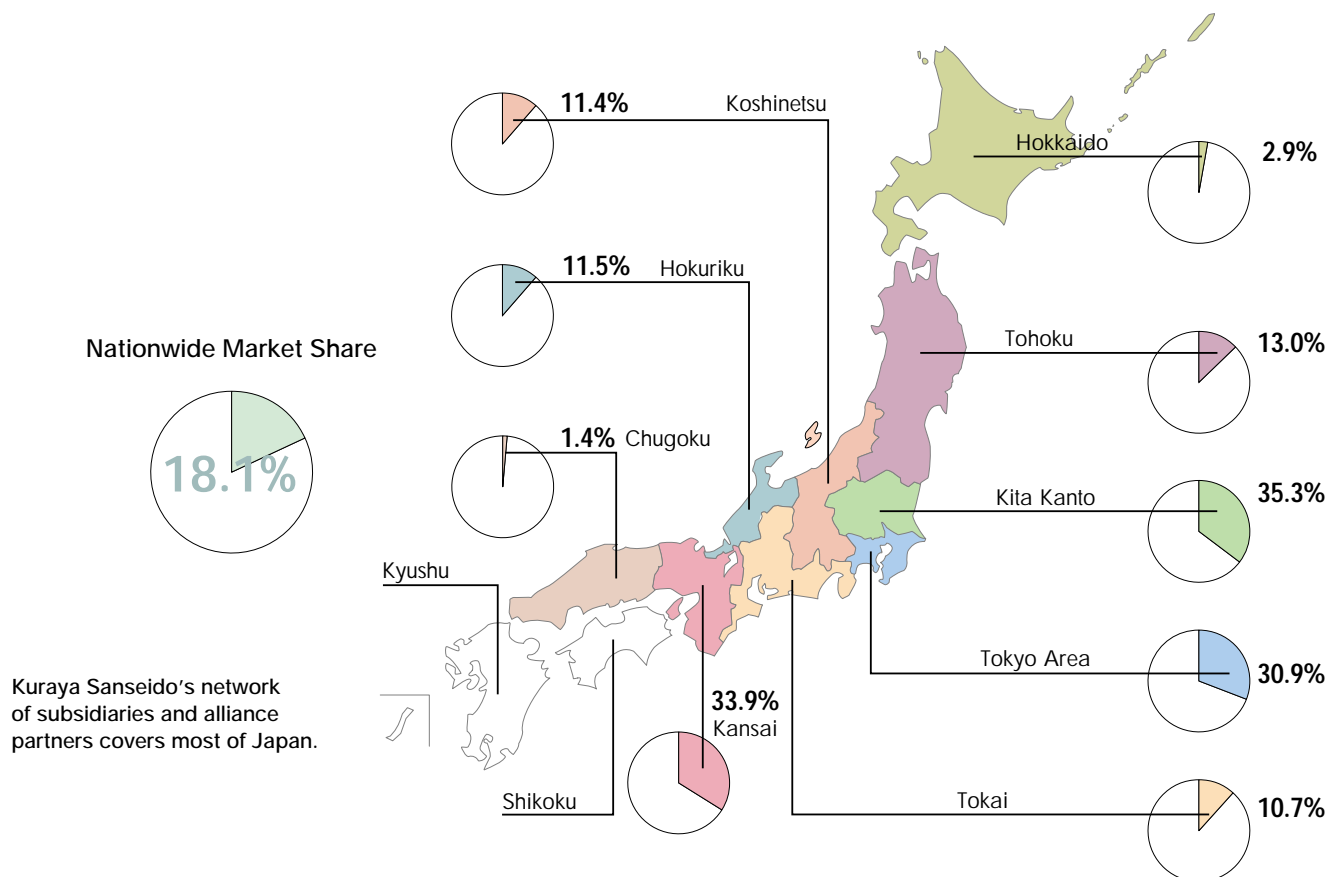 11.4%
Koshinetsu
Hokkaido
2.9%
11.5%
Hokuriku
Nationwide Market Share
18.1%
Tohoku
13.0%
1.4%
Chugoku
Kita Kanto
35.3%
Kyushu
Tokyo Area
30.9%
Kuraya Sanseido’s network
of subsidiaries and alliance
partners covers most of Japan.
33.9%
Kansai
Shikoku
Tokai
10.7%